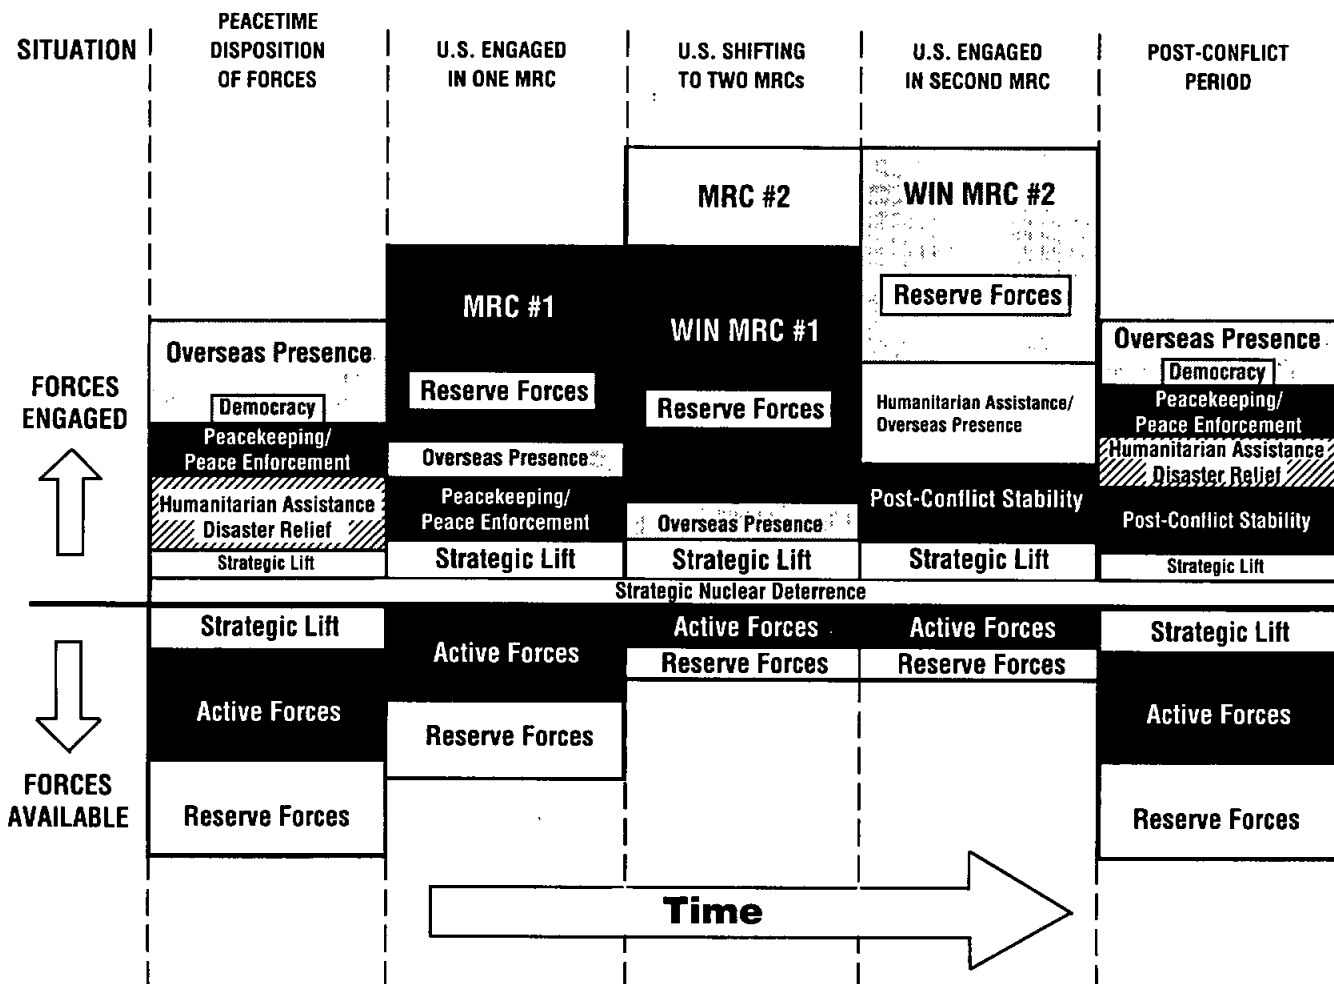 SITUATION
PEACETIME
DISPOSITION
OF FORCES
U.S. ENGAGED
IN ONE MRC
U.S. SHIFTING
TO TWO MRCs
U.S. ENGAGED
IN SECOND MRC
POST-CONFLICT
PERIOD
FORCES
ENGAGED
Overseas Presence
Democracy
Peacekeeping/
Peace Enforcement
Humanitarian Assistance
Disaster Relief
Strategic Lift
MRC #1
Reserve Forces
Overseas Presence
Peacekeeping/
Peace Enforcement
Strategic Lift
MRC #2
WIN MRC #1
Reserve Forces
Overseas Presence
Strategic Lift
WIN MRC #2
Reserve Forces
Humanitarian Assistance/
Overseas Presence
Post-Conflict Stability
Strategic Lift
Overseas Presence
Democracy
Peacekeeping/
Peace Enforcement
Humanitarian Assistance
Disaster Relief
Post-Conflict Stability
Strategic Lift
Strategic Nuclear Deterrence
FORCES
AVAILABLE
Strategic Lift
Active Forces
Reserve Forces
Active Forces
Reserve Forces
Active Forces
Reserve Forces
Active Forces
Reserve Forces
Strategic Lift
Active Forces
Reserve Forces
Time